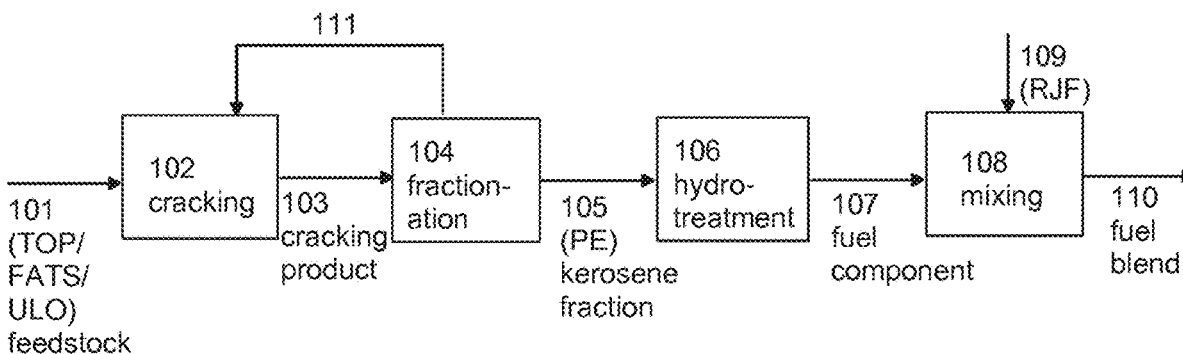 111
109
(RJF)
102
cracking
104
fraction-
ation
106
hydro-
treatment
108
mixing
101
(TOP/
FATS/
ULO)
feedstock
103
cracking
product
105
(PE)
kerosene
fraction
107
fuel
component
110
fuel
blend